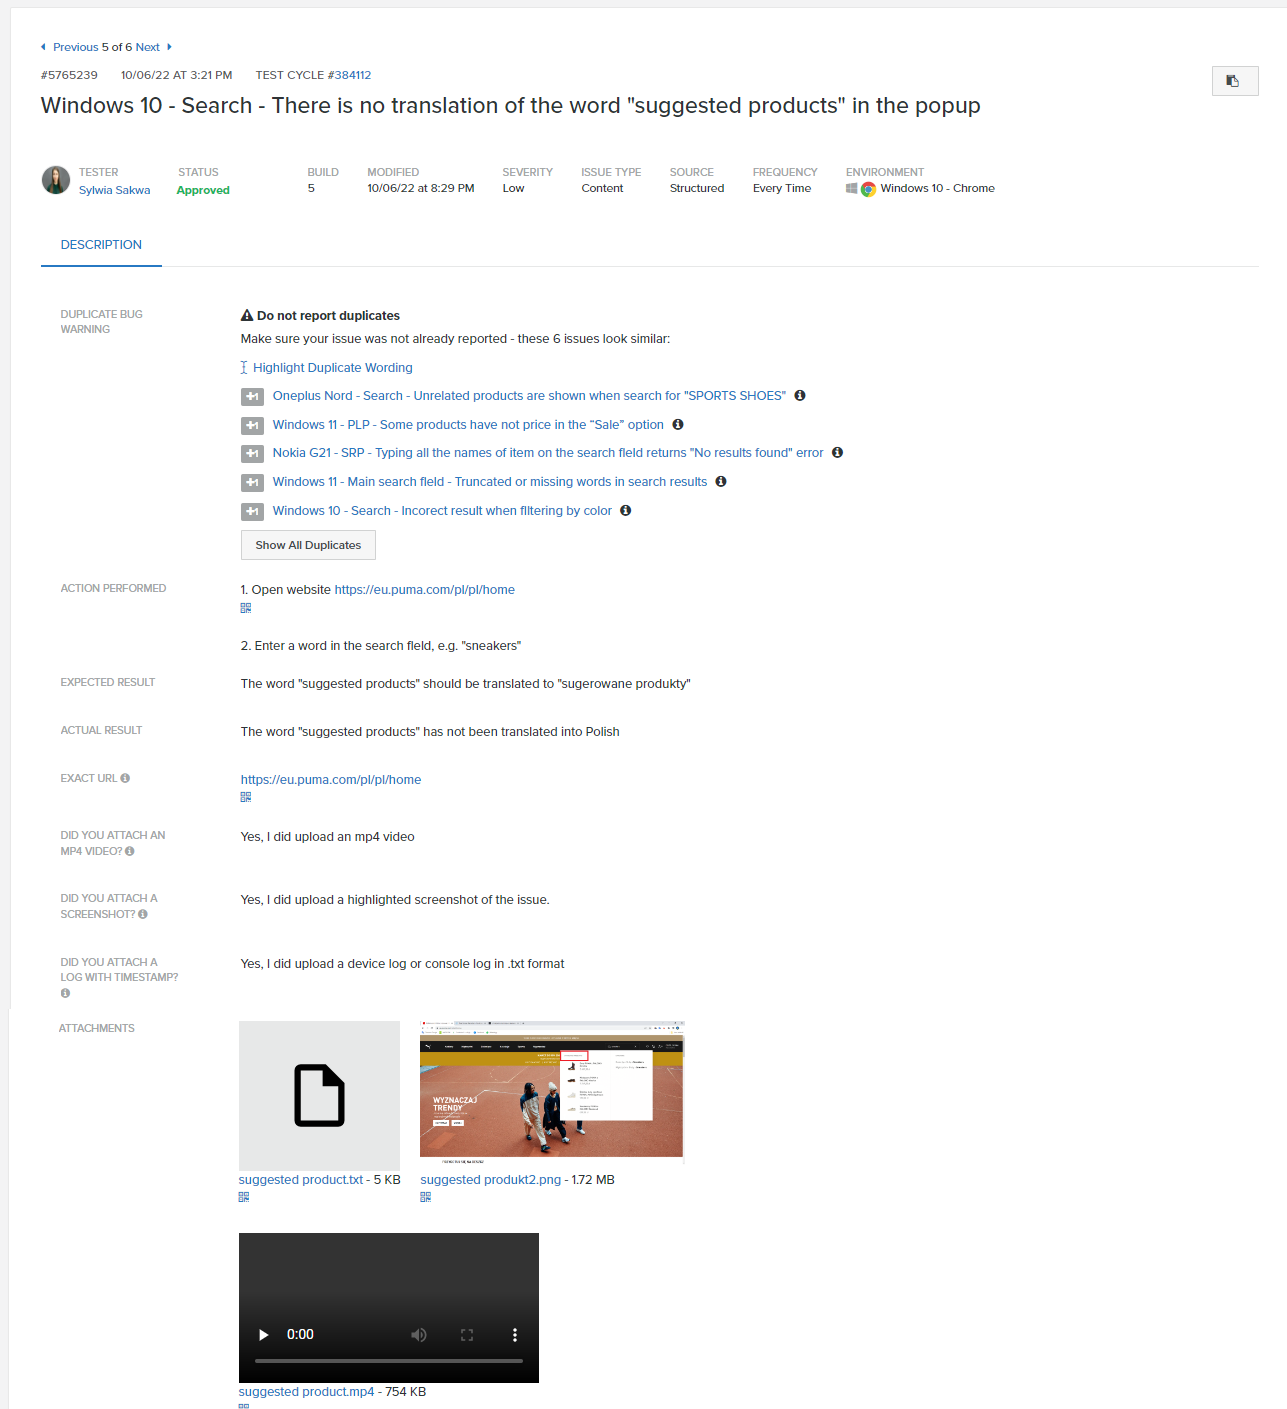 Previous 5 of 6 Next
#5765239 10/06/22 AT 3:21 PM TEST CYCLE #384112
Windows 10 - Search - There is no translation of the word "suggested products" in the popup
TESTER STATUS BUILD MODIFIED SEVERITY ISSUE TYPE SOURCE FREQUENCY ENVIRONMENT
Sylwia Sakwa Approved 5 10/06/22 at 8:29 PM Low Content Structured Every Time Windows 10 - Chrome
DESCRIPTION
DUPLICATE BUG
WARNING
Do not report duplicates
Make sure your issue was not already reported - these 6 issues look similar:
Highlight Duplicate Wording
+1 Oneplus Nord - Search - Unrelated products are shown when search for "SPORTS SHOES"
+1 Windows 11 - PLP - Some products have not price in the “Sale” option
+1 Nokia G21 - SRP - Typing all the names of item on the search field returns "No results found" error
+1 Windows 11 - Main search field - Truncated or missing words in search results
+1 Windows 10 - Search - Incorect result when filtering by color
Show All Duplicates
ACTION PERFORMED
1. Open website https://eu.puma.com/pl/pl/home
2. Enter a word in the search field, e.g. "sneakers"
EXPECTED RESULT
The word "suggested products" should be translated to "sugerowane produkty"
ACTUAL RESULT
The word "suggested products" has not been translated into Polish
EXACT URL
https://eu.puma.com/pl/pl/home
DID YOU ATTACH AN
MP4 VIDEO?
Yes, I did upload an mp4 video
DID YOU ATTACH A
SCREENSHOT?
Yes, I did upload a highlighted screenshot of the issue.
DID YOU ATTACH A
LOG WITH TIMESTAMP?
Yes, I did upload a device log or console log in .txt format
ATTACHMENTS
WYZNACZAJ
TRENDY
suggested product.txt - 5 KB
suggested produkt2.png - 1.72 MB
0:00
suggested product.mp4 - 754 KB